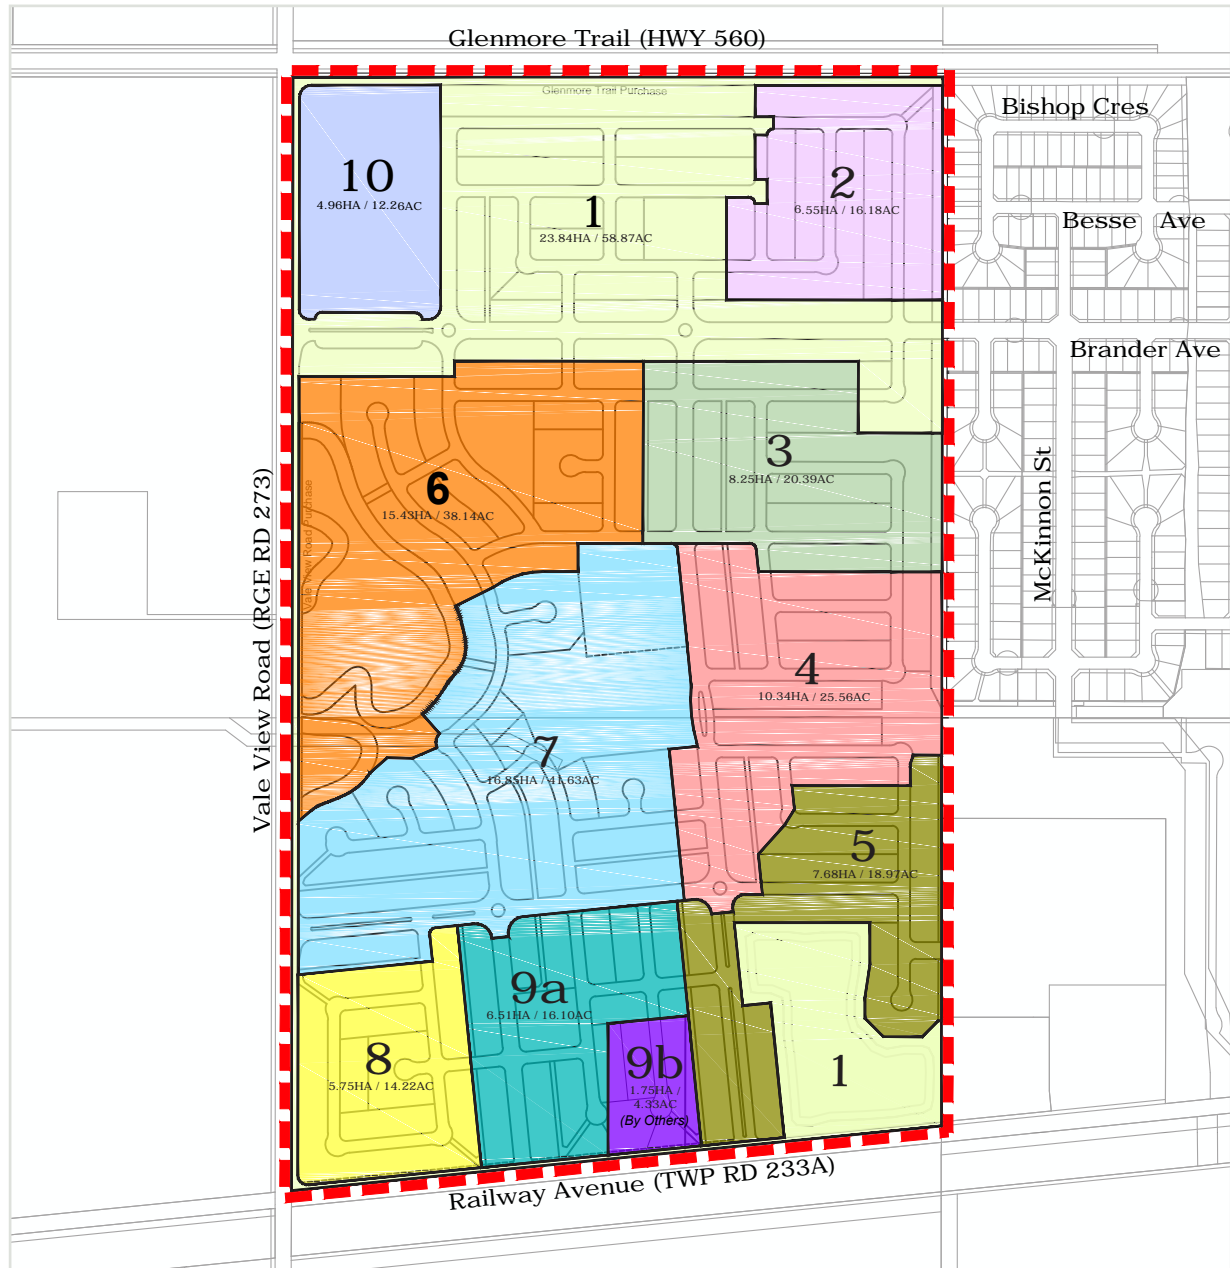 Glenmore Trail (HWY 560)
Glenmore Trail Purchase
Bishop Cres
10
4.96HA / 12.26AC
1
23.84HA / 58.87AC
2
6.55HA / 16.18AC
Besse Ave
Brander Ave
3
8.25HA / 20.39AC
6
15.43HA / 38.14AC
McKinnon St
Vale View Road Purchase
Vale View Road (RGE RD 273)
4
10.34HA / 25.56AC
7
16.85HA / 41.63AC
5
7.68HA / 18.97AC
9a
6.51HA / 16.10AC
8
5.75HA / 14.22AC
9b
1.75HA /
4.33AC
(By Others)
1
Railway Avenue (TWP RD 233A)